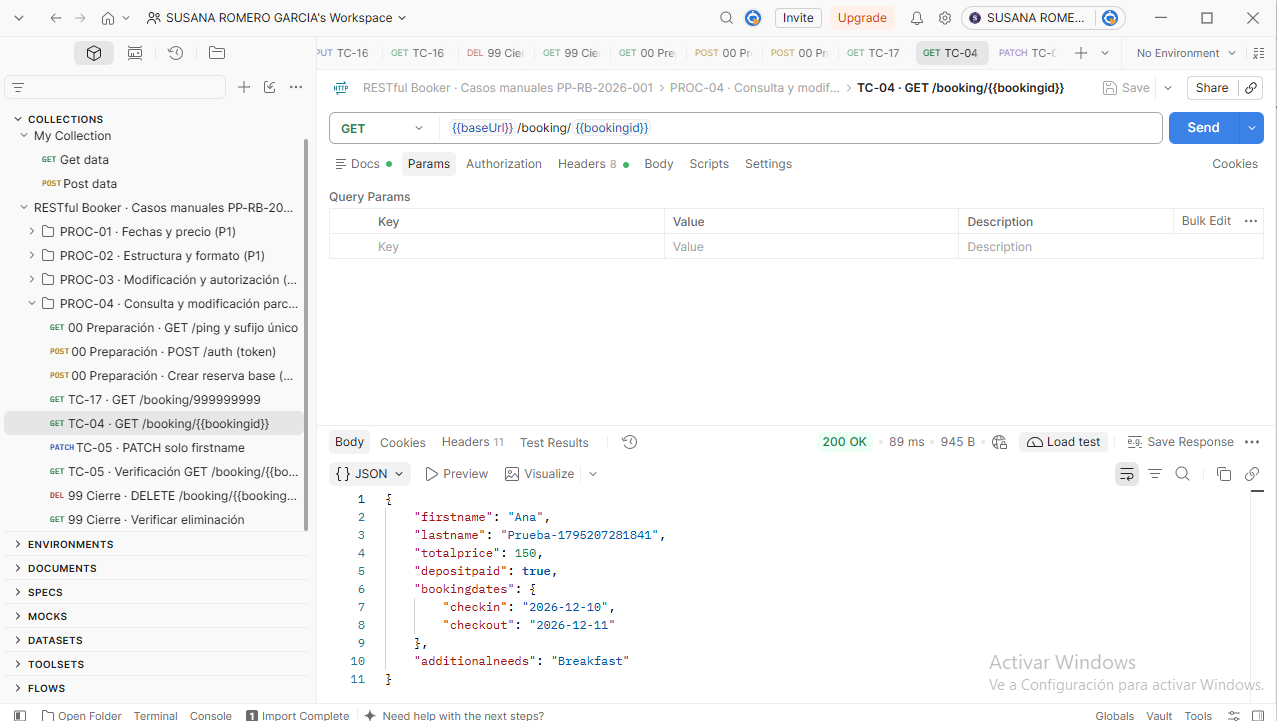 SUSANA ROMERO GARCIA's Workspace
Invite
Upgrade
SUSANA ROME...
PUT TC-16
GET TC-16
DEL 99 Cier
GET 99 Cier
GET 00 Prep
POST 00 Pr
POST 00 Pr
GET TC-17
GET TC-04
PATCH TC-0
No Environment
COLLECTIONS
My Collection
GET Get data
POST Post data
RESTful Booker · Casos manuales PP-RB-20...
PROC-01 · Fechas y precio (P1)
PROC-02 · Estructura y formato (P1)
PROC-03 · Modificación y autorización (...
PROC-04 · Consulta y modificación parc...
GET 00 Preparación · GET /ping y sufijo único
POST 00 Preparación · POST /auth (token)
POST 00 Preparación · Crear reserva base (...
GET TC-17 · GET /booking/999999999
GET TC-04 · GET /booking/{{bookingid}}
PATCH TC-05 · PATCH solo firstname
GET TC-05 · Verificación GET /booking/{{bo...
DEL 99 Cierre · DELETE /booking/{{booking...
GET 99 Cierre · Verificar eliminación
ENVIRONMENTS
DOCUMENTS
SPECS
MOCKS
DATASETS
TOOLSETS
FLOWS
HTTP RESTful Booker · Casos manuales PP-RB-2026-001 > PROC-04 · Consulta y modif... > TC-04 · GET /booking/{{bookingid}}
Save
Share
GET
{{baseUrl}} /booking/ {{bookingid}}
Send
Docs
Params
Authorization
Headers 8
Body
Scripts
Settings
Cookies
Query Params
Key
Value
Description
Bulk Edit
Key
Value
Description
Body
Cookies
Headers 11
Test Results
200 OK
89 ms
945 B
Load test
e.g. Save Response
{} JSON
Preview
Visualize
1 {
2 "firstname": "Ana",
3 "lastname": "Prueba-1795207281841",
4 "totalprice": 150,
5 "depositpaid": true,
6 "bookingdates": {
7 "checkin": "2026-12-10",
8 "checkout": "2026-12-11"
9 },
10 "additionalneeds": "Breakfast"
11 }
Activar Windows
Ve a Configuración para activar Windows.
Open Folder
Terminal
Console
1 Import Complete
Need help with the next steps?
Globals
Vault
Tools